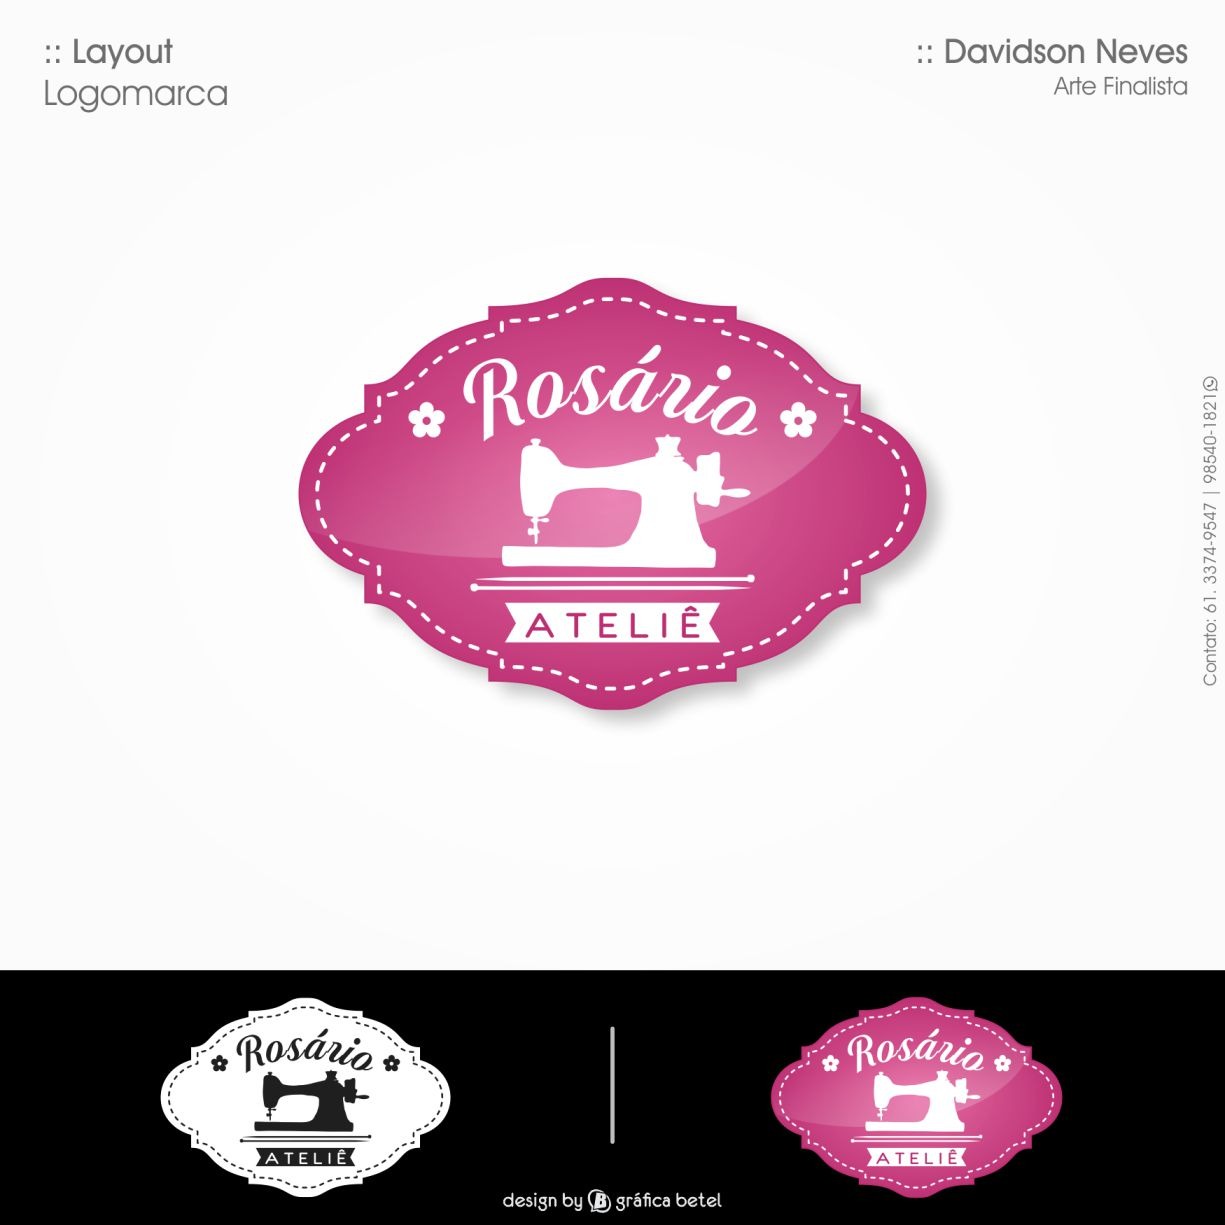 :: Layout
Logomarca
:: Davidson Neves
Arte Finalista
Rosário
ATELIÊ
Contato: 61. 3374-9547 | 98540-1821
Rosário
ATELIÊ
Rosário
ATELIÊ
design by B gráfica betel